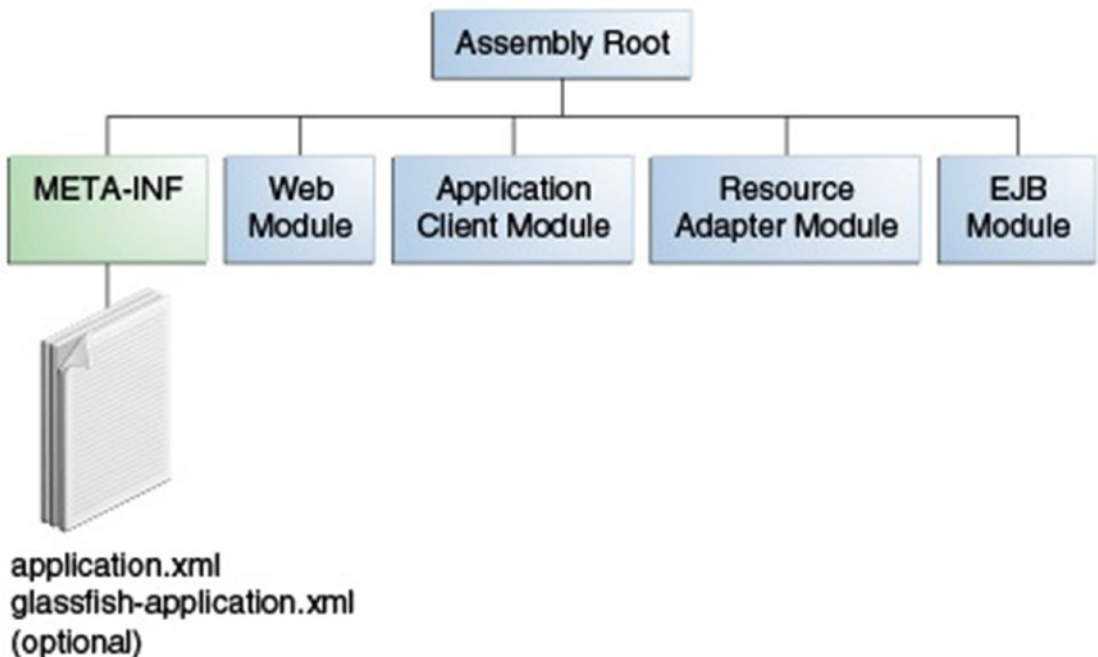 Assembly Root
META-INF
Web
Module
Application
Client Module
Resource
Adapter Module
EJB
Module
application.xml
glassfish-application.xml
(optional)